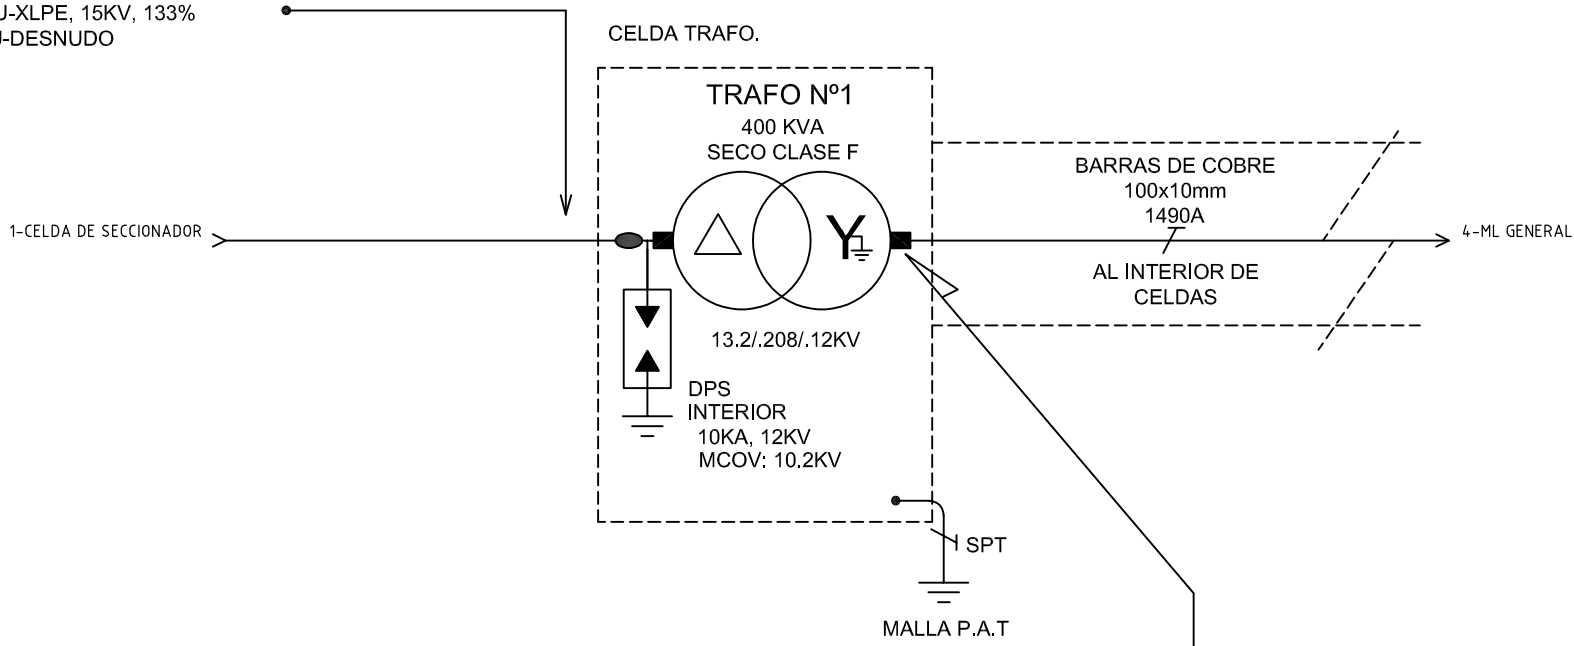 U-XLPE, 15KV, 133%
U-DESNUDO
CELDA TRAFO.
TRAFO Nº1
400 KVA
SECO CLASE F
BARRAS DE COBRE
100x10mm
1490A
1-CELDA DE SECCIONADOR
Y
4-ML GENERAL
AL INTERIOR DE
CELDAS
13.2/.208/.12KV
DPS
INTERIOR
10KA, 12KV
MCOV: 10.2KV
SPT
MALLA P.A.T